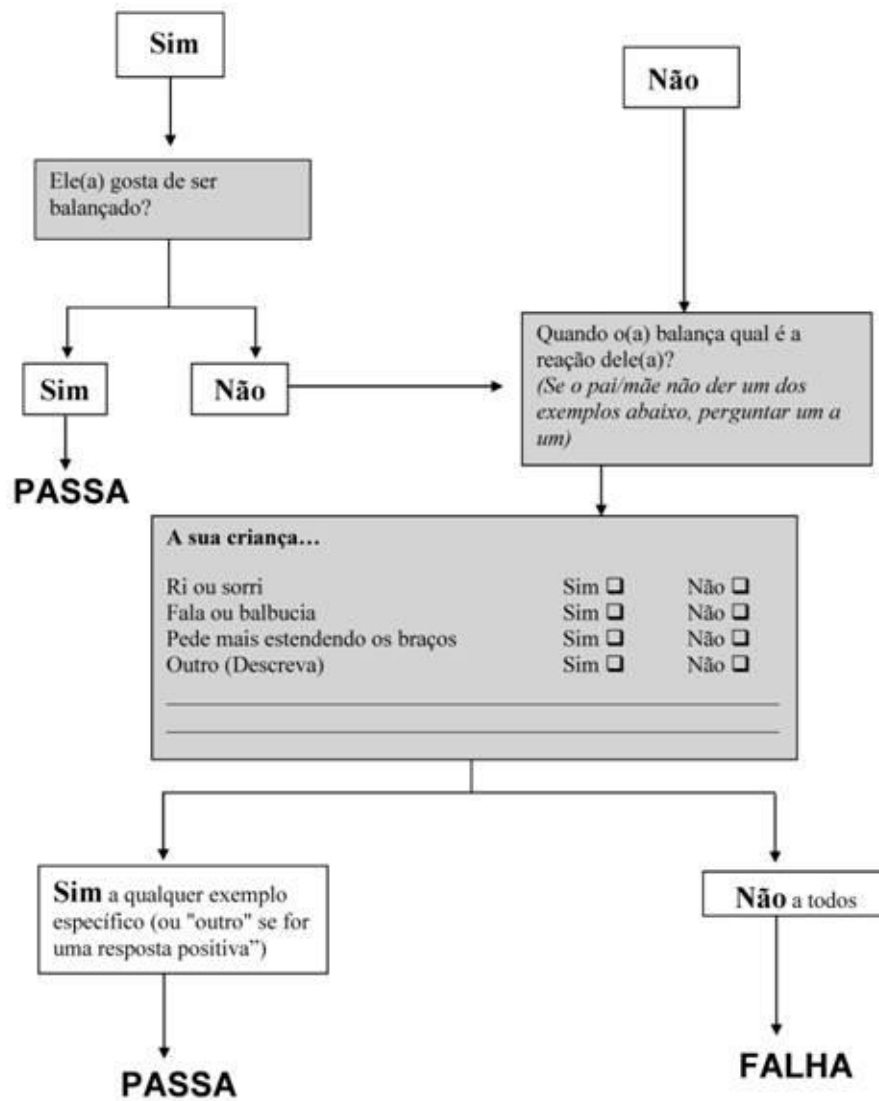 Sim
Não
Ele(a) gosta de ser
balançado?
Sim
Não
Quando o(a) balança qual é a
reação dele(a)?
(Se o pai/mãe não der um dos
exemplos abaixo, perguntar um a
um)
PASSA
A sua criança…
Ri ou sorri Sim ❑ Não ❑
Fala ou balbucia Sim ❑ Não ❑
Pede mais estendendo os braços Sim ❑ Não ❑
Outro (Descreva) Sim ❑ Não ❑
Sim a qualquer exemplo
específico (ou "outro" se for
uma resposta positiva”)
Não a todos
PASSA
FALHA